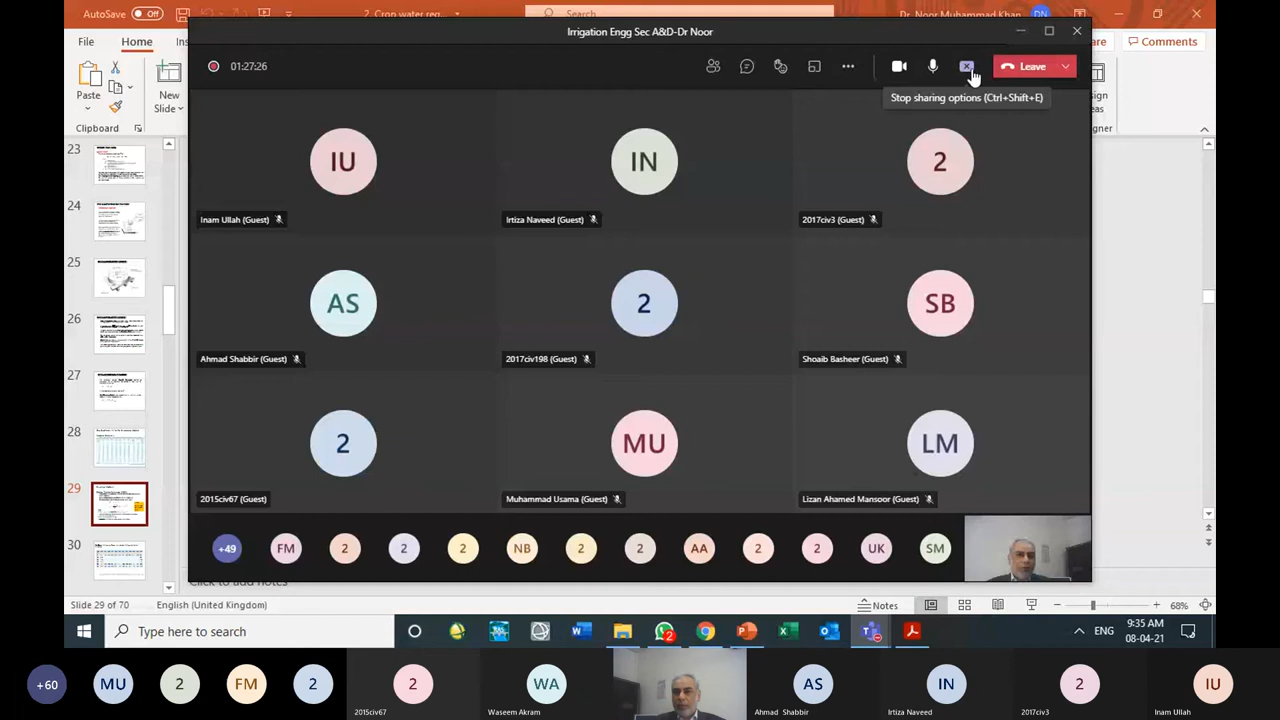 AutoSave Off
2_Crop water req...
Search
Dr. Noor Muhammad Khan DN
File Home
Comments
Paste
Clipboard
New
Slide
Irrigation Engg Sec A&D-Dr Noor
01:27:26
Leave
Stop sharing options (Ctrl+Shift+E)
23
24
25
26
27
28
29
30
IU
Inam Ullah (Guest)
IN
Irtiza Naveed (Guest)
2
2017civ3 (Guest)
AS
Ahmad Shabbir (Guest)
2
2017civ198 (Guest)
SB
Shoaib Basheer (Guest)
2
2015civ67 (Guest)
MU
Muhammad Usama (Guest)
LM
Lizan Ahamed Mansoor (Guest)
+49 FM 2 2 2 NB 2 2 AA 2 2 UK SM
Click to add notes
Slide 29 of 70
English (United Kingdom)
Notes
68%
Type here to search
2
ENG
9:35 AM
08-04-21
+60 MU 2 FM 2
2
2015civ67
WA
Waseem Akram
AS
Ahmad Shabbir
IN
Irtiza Naveed
2
2017civ3
IU
Inam Ullah